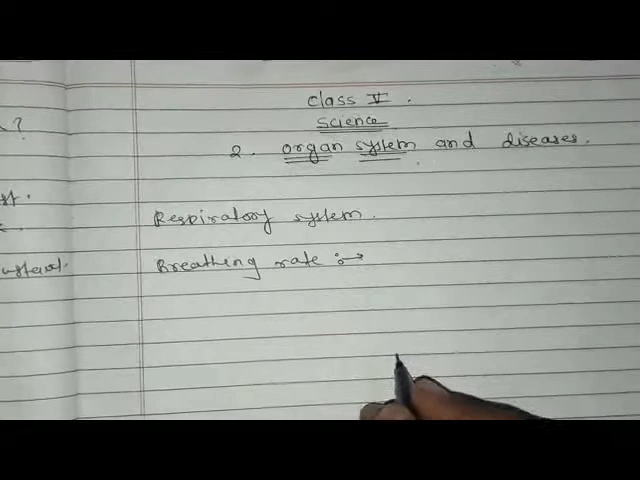 Class V.
Science
2. organ system and diseases.
Respiratory system.
Breathing rate :→
?